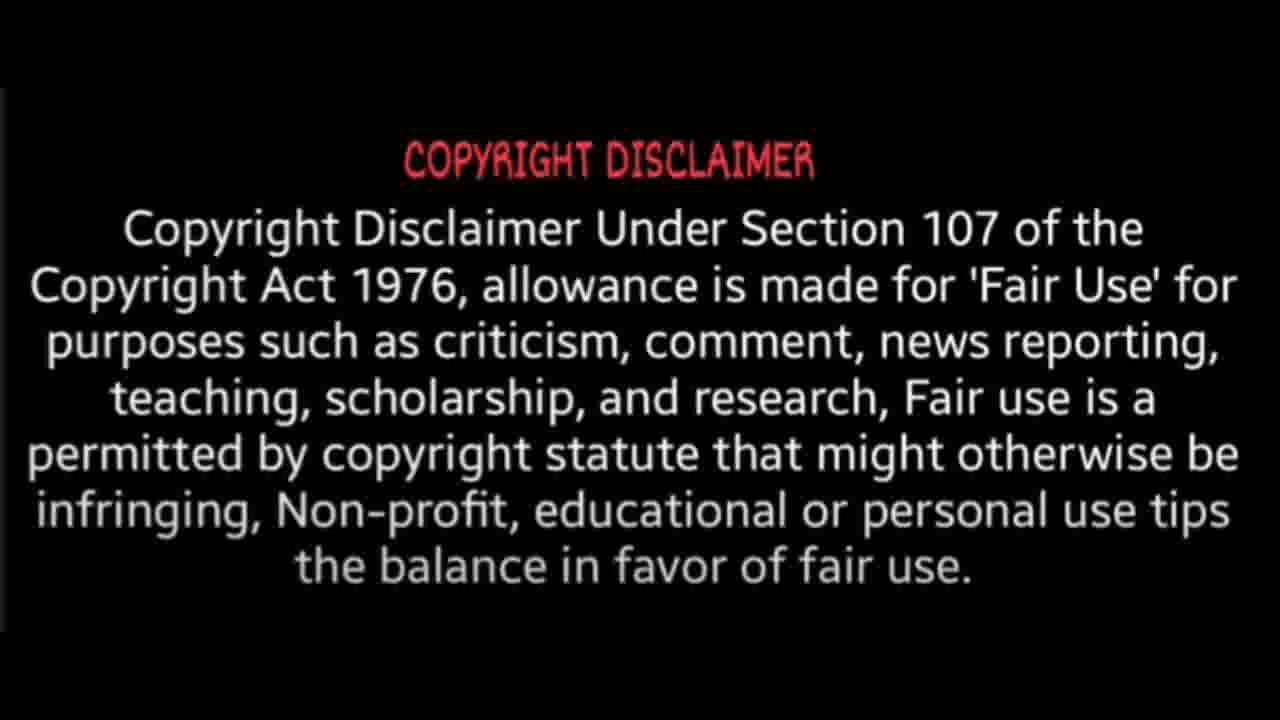 COPYRIGHT DISCLAIMER
Copyright Disclaimer Under Section 107 of the
Copyright Act 1976, allowance is made for 'Fair Use' for
purposes such as criticism, comment, news reporting,
teaching, scholarship, and research, Fair use is a
permitted by copyright statute that might otherwise be
infringing, Non-profit, educational or personal use tips
the balance in favor of fair use.